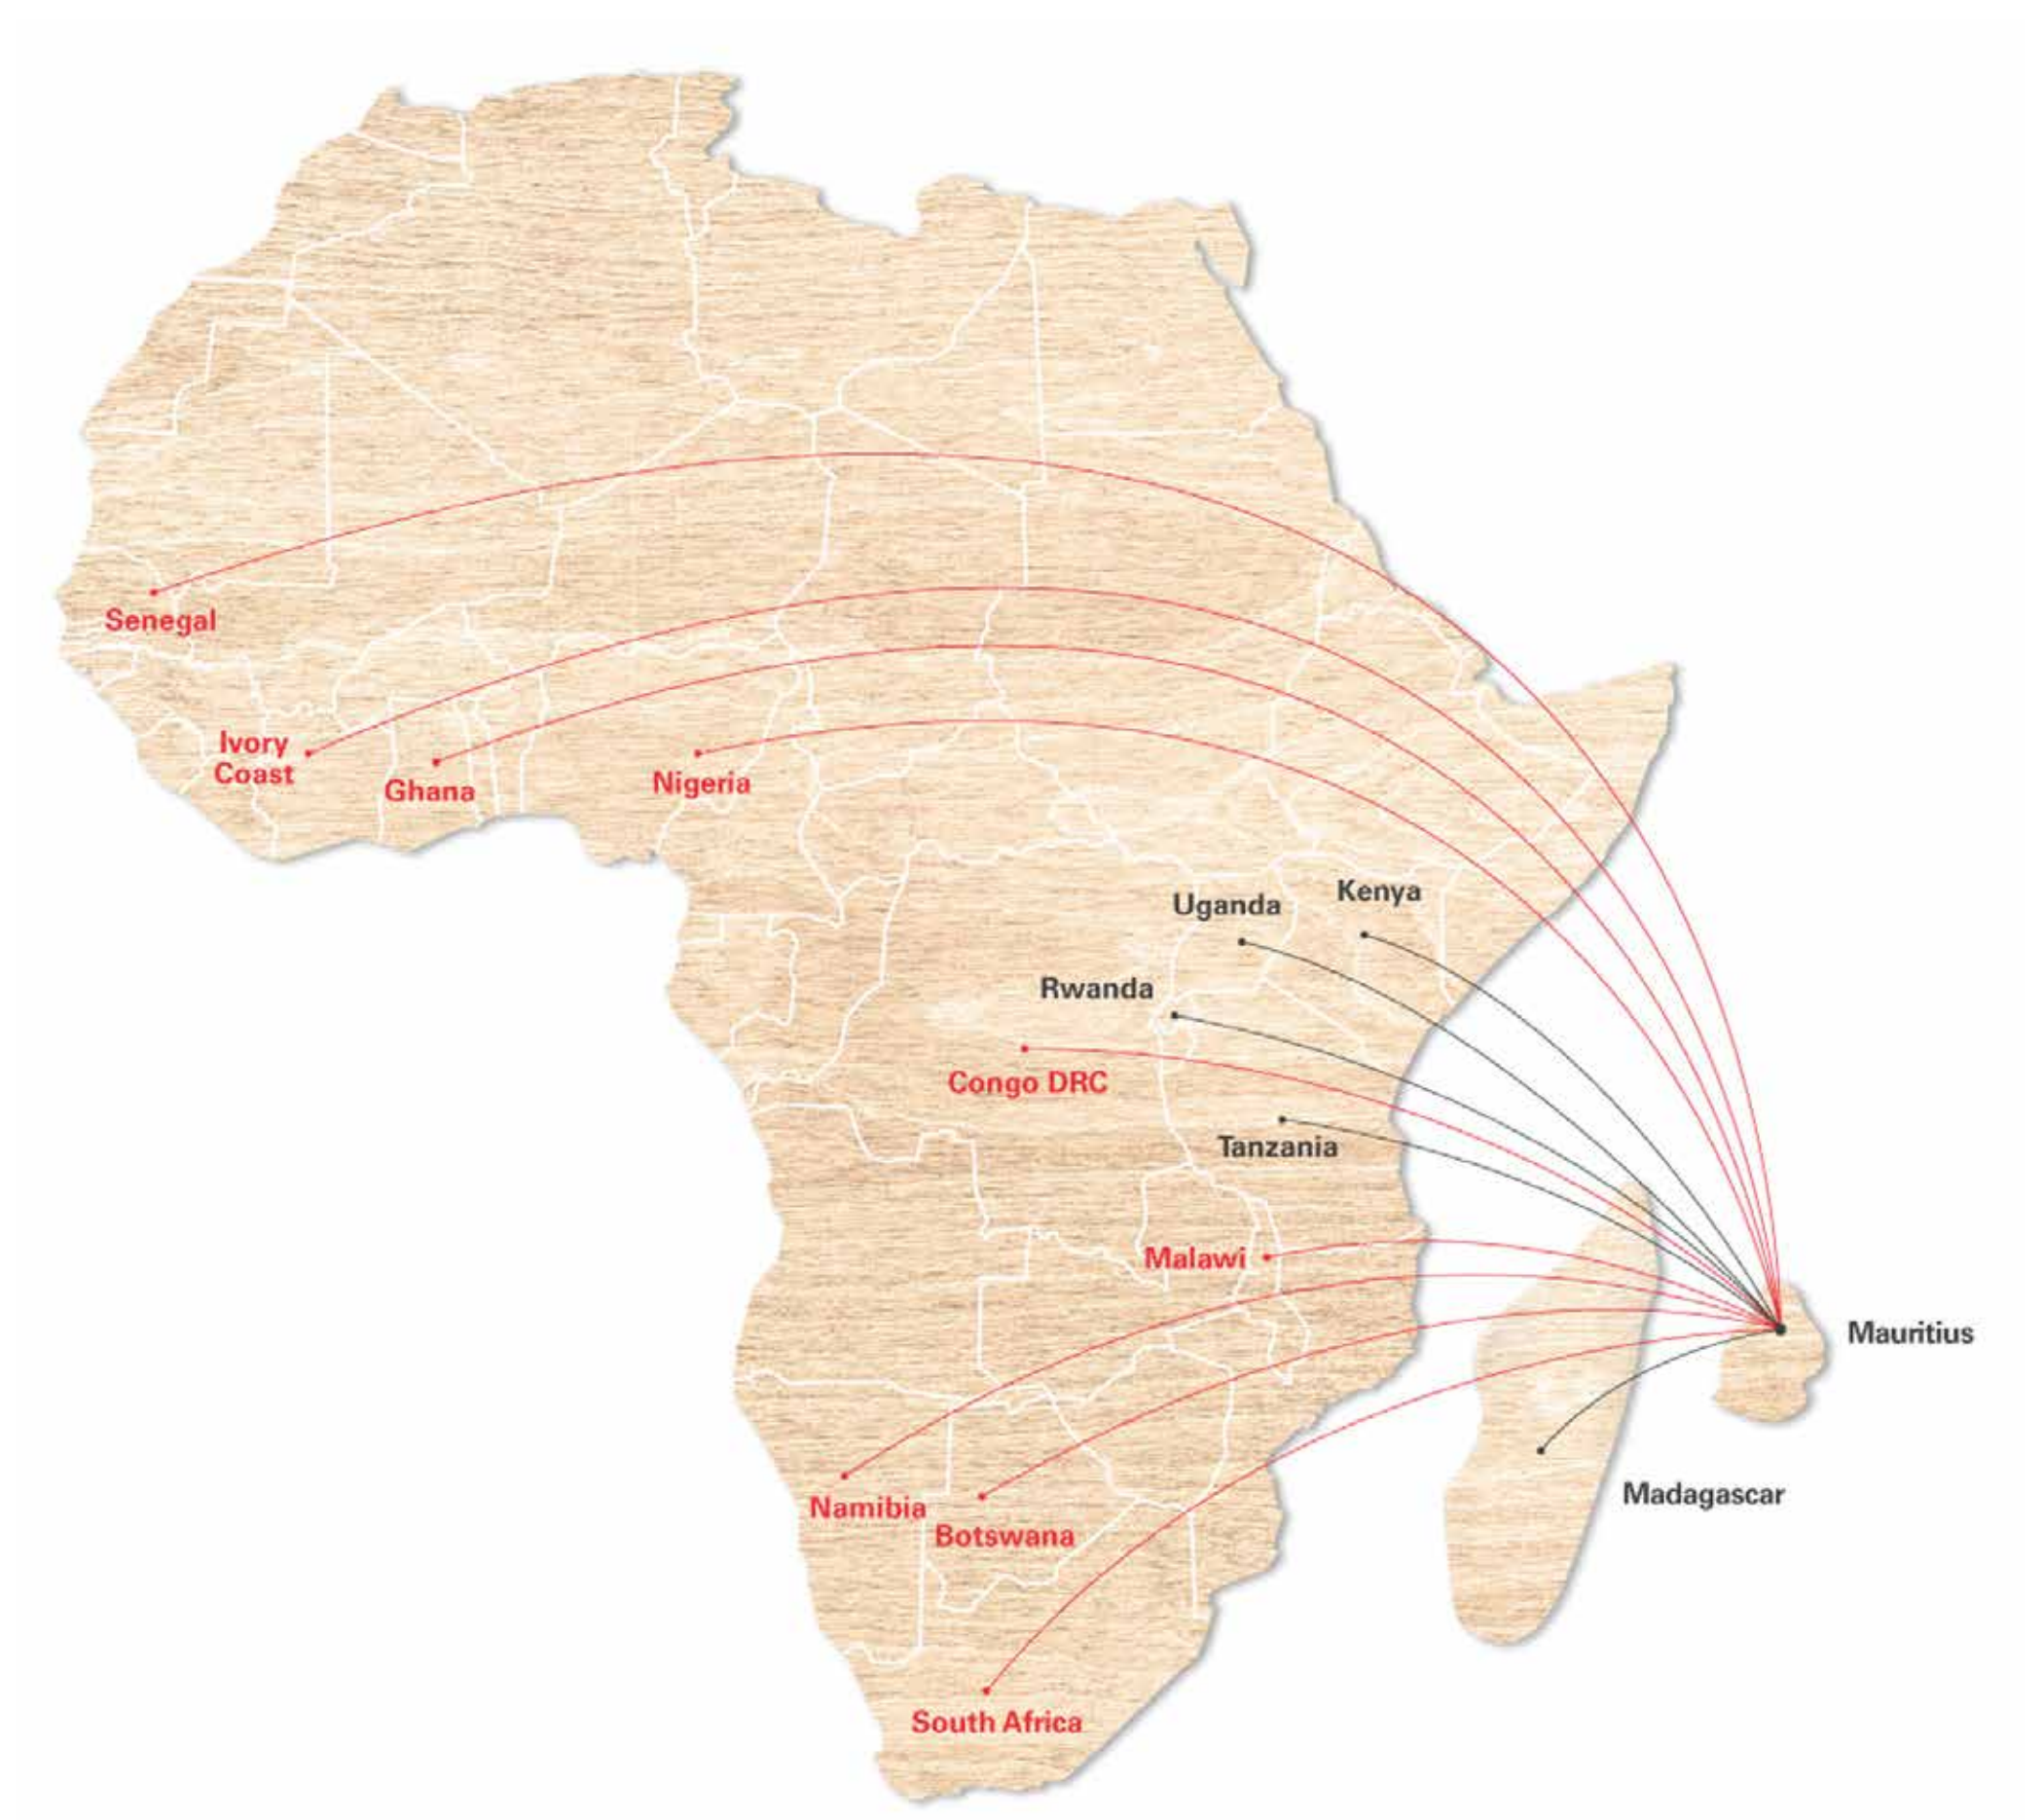 Senegal
Ivory
Coast
Ghana
Nigeria
Uganda
Kenya
Rwanda
Congo DRC
Tanzania
Malawi
Mauritius
Madagascar
Namibia
Botswana
South Africa